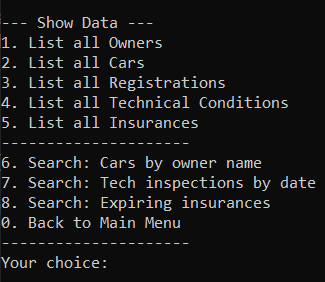 --- Show Data ---
1. List all Owners
2. List all Cars
3. List all Registrations
4. List all Technical Conditions
5. List all Insurances
---------------------
6. Search: Cars by owner name
7. Search: Tech inspections by date
8. Search: Expiring insurances
0. Back to Main Menu
---------------------
Your choice: